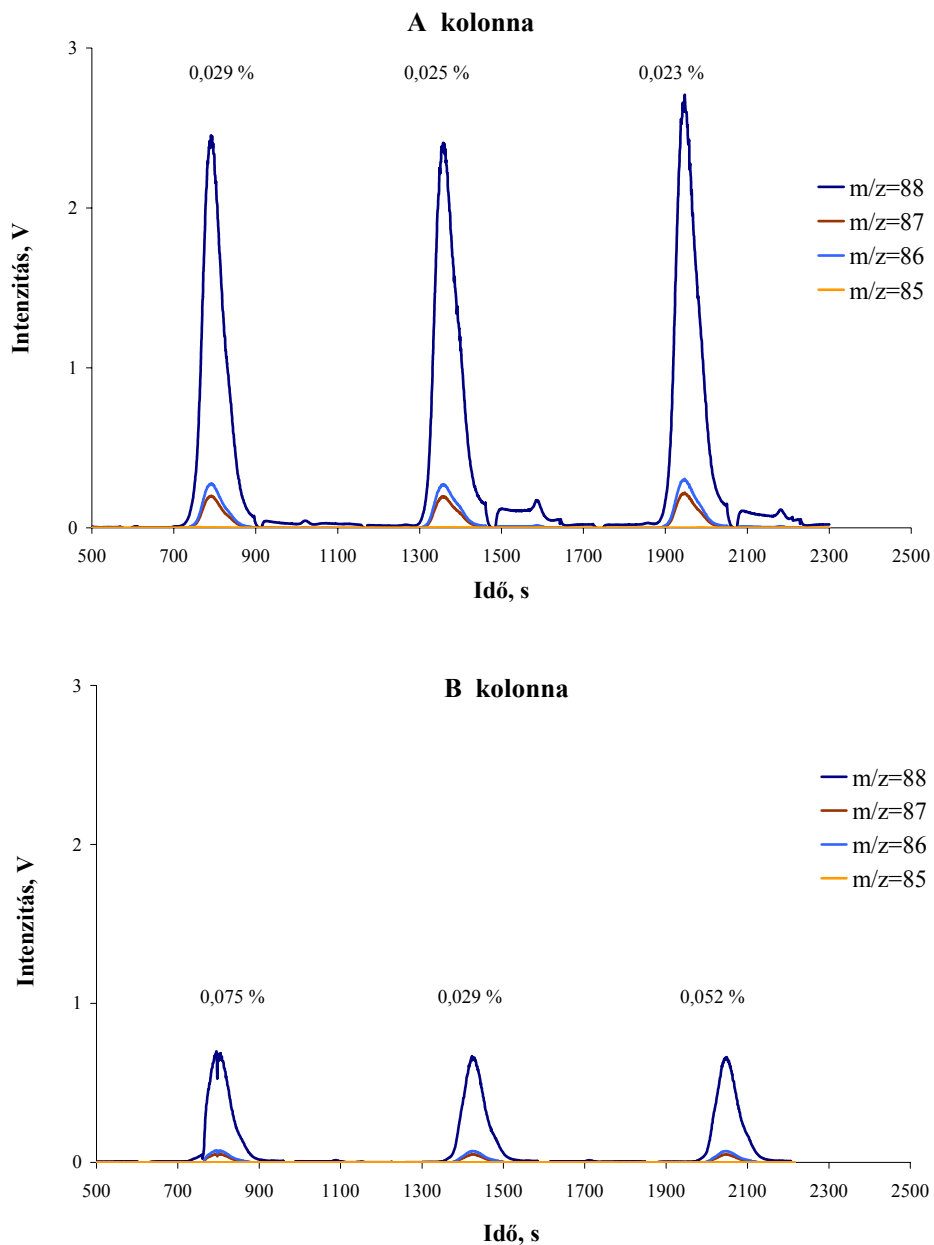 A kolonna
3
0,029 %
0,025 %
0,023 %
m/z=88
m/z=87
m/z=86
m/z=85
2
Intenzitás, V
1
0
500 700 900 1100 1300 1500 1700 1900 2100 2300 2500
Idő, s
B kolonna
3
m/z=88
m/z=87
m/z=86
m/z=85
2
Intenzitás, V
1
0,075 %
0,029 %
0,052 %
0
500 700 900 1100 1300 1500 1700 1900 2100 2300 2500
Idő, s